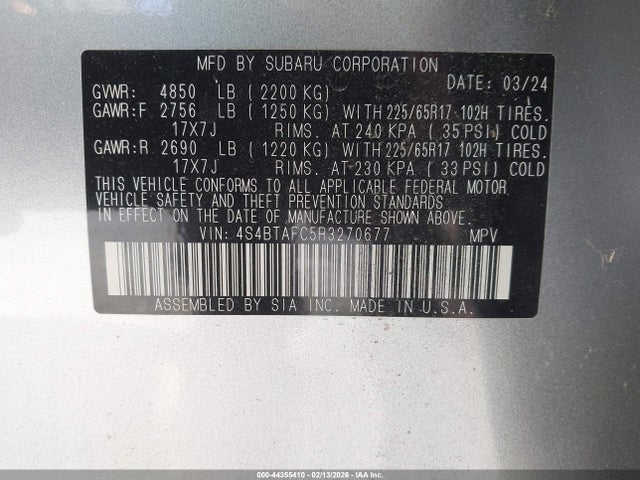 MFD BY SUBARU CORPORATION
DATE: 03/24
GVWR: 4850 LB (2200 KG)
GAWR:F 2756 LB (1250 KG) WITH 225/65R17 102H TIRES.
17X7J RIMS. AT 240 KPA (35 PSI) COLD
GAWR:R 2690 LB (1220 KG) WITH 225/65R17 102H TIRES.
17X7J RIMS. AT 230 KPA (33 PSI) COLD
THIS VEHICLE CONFORMS TO ALL APPLICABLE FEDERAL MOTOR
VEHICLE SAFETY AND THEFT PREVENTION STANDARDS
IN EFFECT ON THE DATE OF MANUFACTURE SHOWN ABOVE.
VIN: 4S4BTAFC5R3270677 MPV
ASSEMBLED BY SIA INC. MADE IN U.S.A.
000-44355410 - 02/13/2026 - IAA Inc.